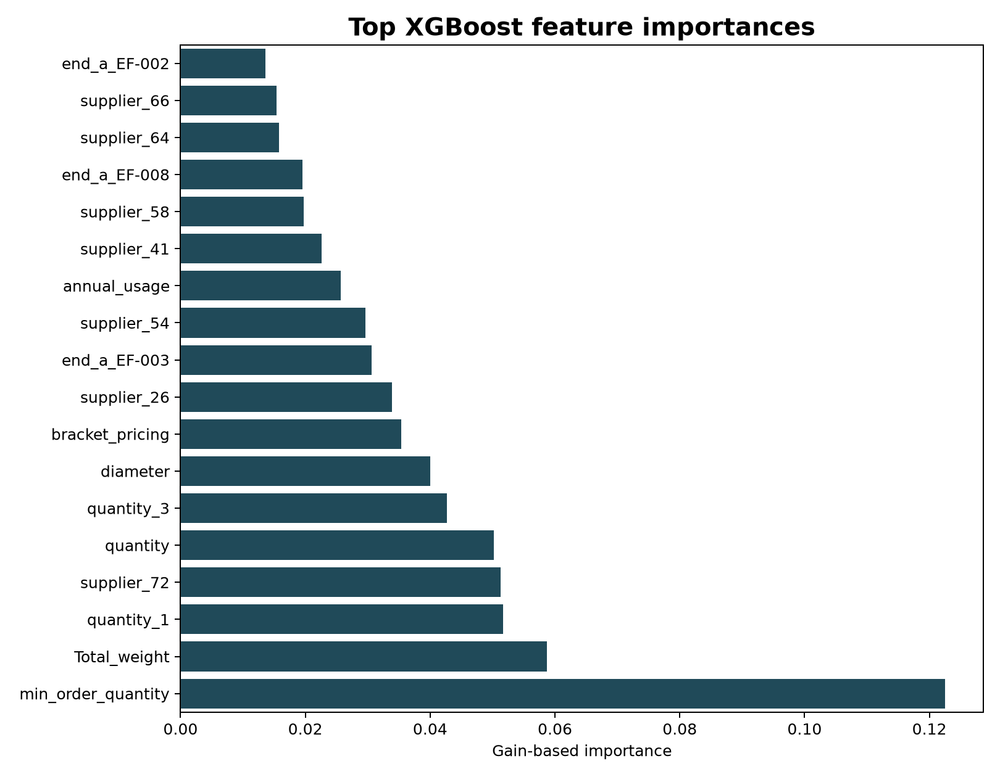 Top XGBoost feature importances
end_a_EF-002
supplier_66
supplier_64
end_a_EF-008
supplier_58
supplier_41
annual_usage
supplier_54
end_a_EF-003
supplier_26
bracket_pricing
diameter
quantity_3
quantity
supplier_72
quantity_1
Total_weight
min_order_quantity
0.00 0.02 0.04 0.06 0.08 0.10 0.12
Gain-based importance